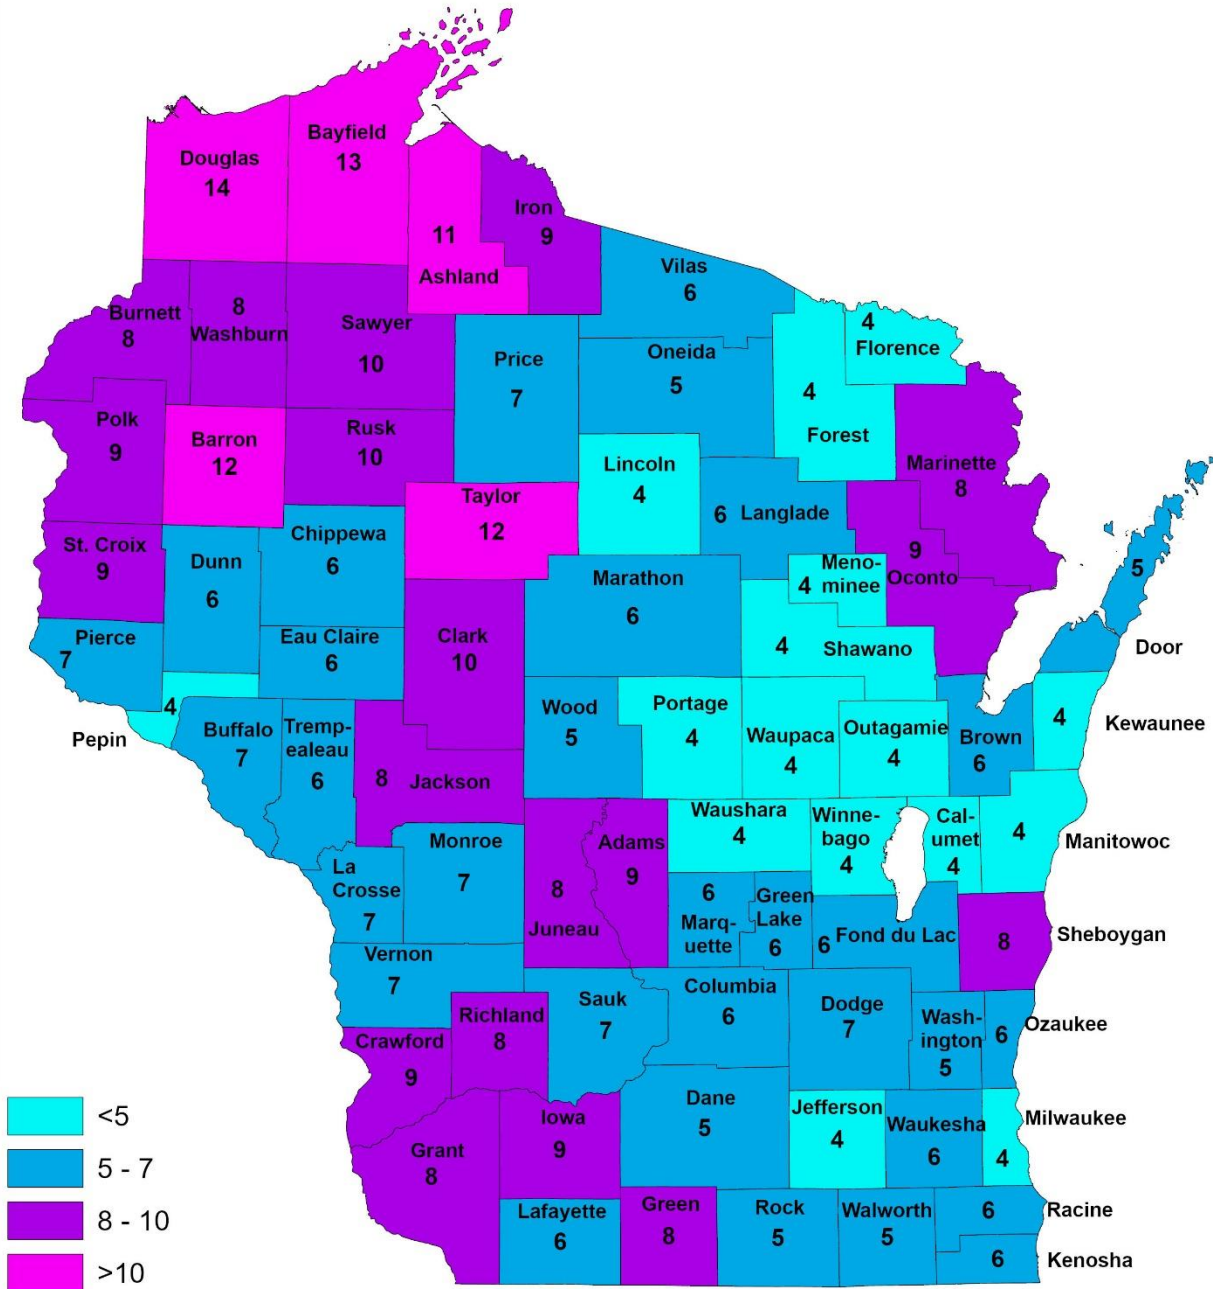 Bayfield
13
Douglas
14
Iron
9
11
Ashland
Vilas
6
Burnett
8
8
Washburn
Sawyer
10
4
Florence
Price
7
Oneida
5
4
Forest
Polk
9
Barron
12
Rusk
10
Lincoln
4
Marinette
8
Taylor
12
6 Langlade
St. Croix
9
Dunn
6
Chippewa
6
Marathon
6
4
Meno-
minee
9
Oconto
5
Door
Pierce
7
Eau Claire
6
Clark
10
4 Shawano
4
Pepin
Buffalo
7
Tremp-
ealeau
6
8 Jackson
Wood
5
Portage
4
Waupaca
4
Outagamie
4
Brown
6
4
Kewaunee
Monroe
7
La
Crosse
7
8
Juneau
Adams
9
Waushara
4
Winne-
bago
4
Cal-
umet
4
4
Manitowoc
6
Marq-
uette
Green
Lake
6
6 Fond du Lac
8
Sheboygan
Vernon
7
Sauk
7
Columbia
6
Dodge
7
Wash-
ington
5
6
Ozaukee
Richland
8
Crawford
9
Grant
8
Iowa
9
Dane
5
Jefferson
4
Waukesha
6
4
Milwaukee
Lafayette
6
Green
8
Rock
5
Walworth
5
6
Racine
6
Kenosha
<5
5 - 7
8 - 10
>10